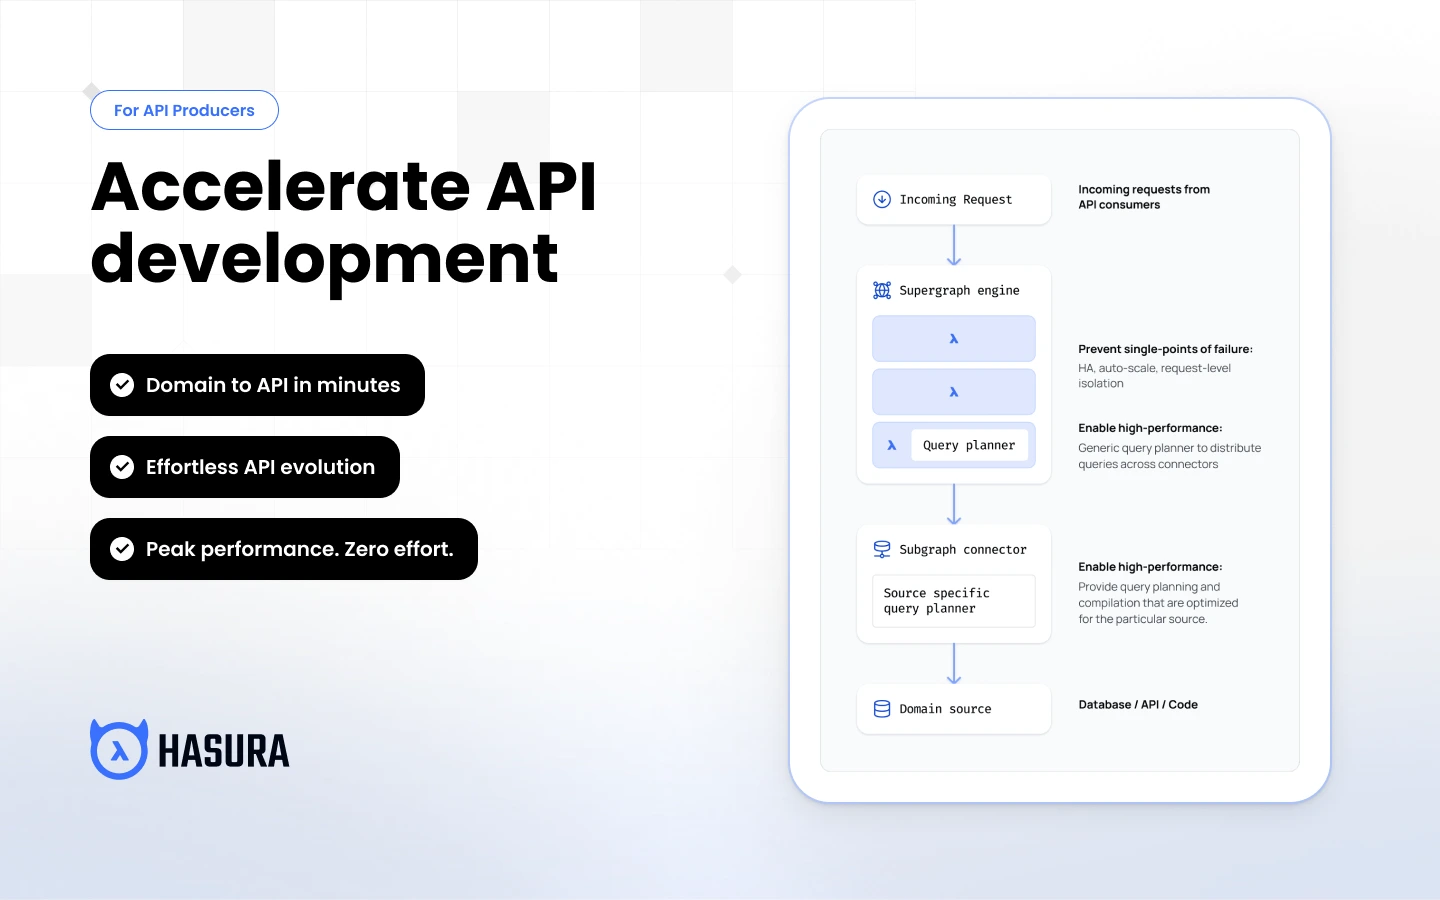 For API Producers
Accelerate API
development
Domain to API in minutes
Effortless API evolution
Peak performance. Zero effort.
HASURA
Incoming Request
Incoming requests from
API consumers
Supergraph engine
λ
λ
λ Query planner
Prevent single-points of failure:
HA, auto-scale, request-level
isolation
Enable high-performance:
Generic query planner to distribute
queries across connectors
Subgraph connector
Source specific
query planner
Enable high-performance:
Provide query planning and
compilation that are optimized
for the particular source.
Domain source
Database / API / Code